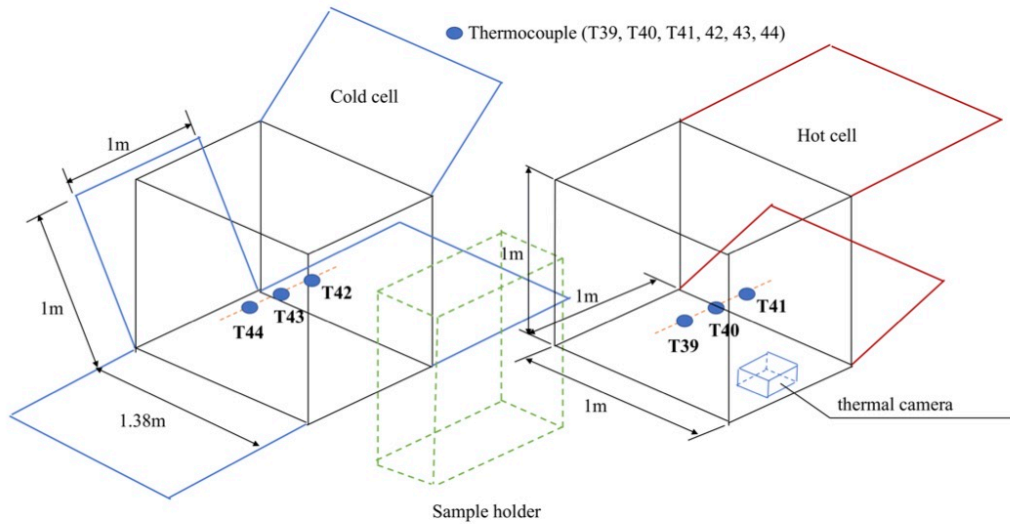 Thermocouple (T39, T40, T41, 42, 43, 44)
Cold cell
Hot cell
1m
1m
1m
1m
T42
T43
T44
T41
T40
T39
1.38m
1m
thermal camera
Sample holder